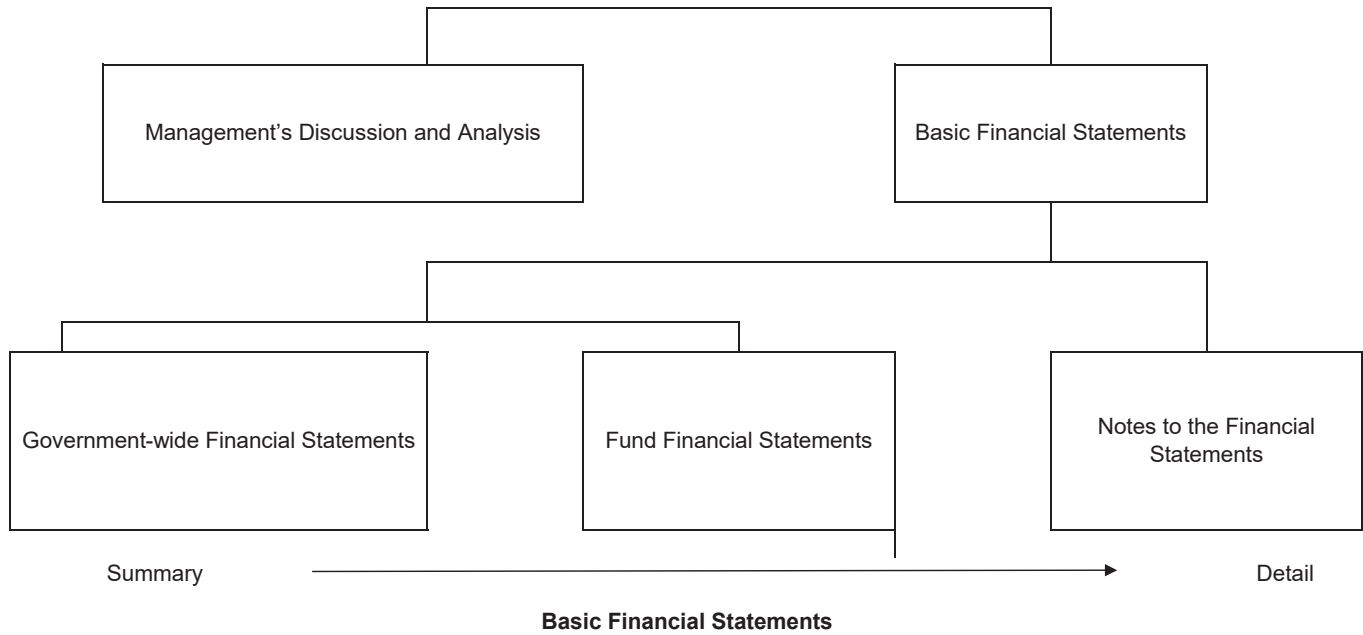 Management’s Discussion and Analysis
Basic Financial Statements
Government-wide Financial Statements
Fund Financial Statements
Notes to the Financial
Statements
Summary
Detail
Basic Financial Statements